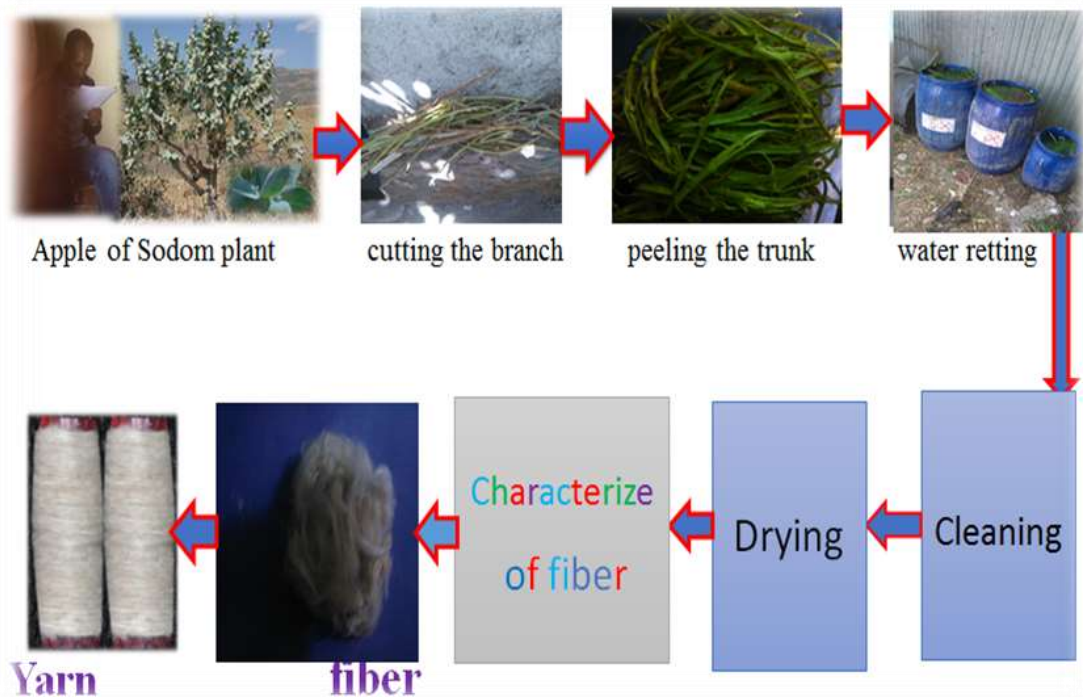 Apple of Sodom plant
cutting the branch
peeling the trunk
water retting
Cleaning
Drying
Characterize
of fiber
fiber
Yarn